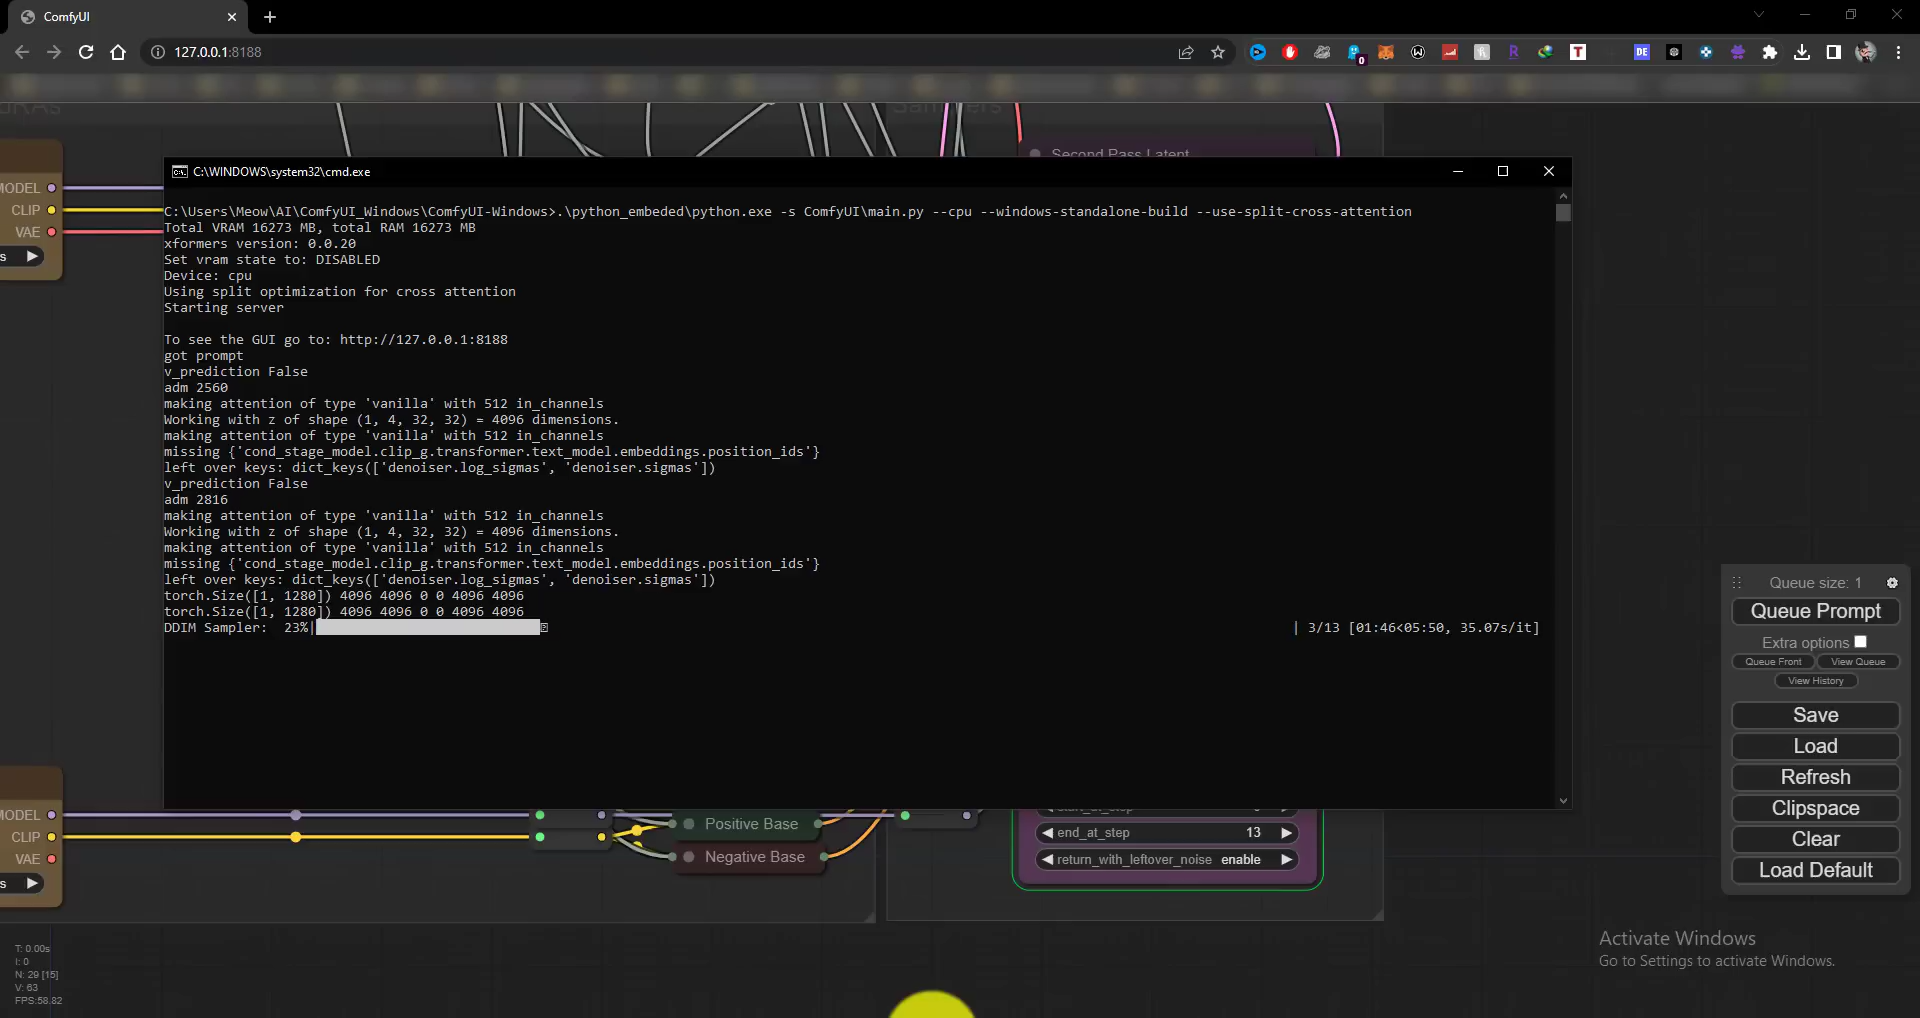 ComfyUI
127.0.0.1:8188
0
W
R
T
DE
Samplers
Second Pass Latent
MODEL
CLIP
VAE
s
C:\WINDOWS\system32\cmd.exe
C:\Users\Meow\AI\ComfyUI_Windows\ComfyUI-Windows>.\python_embeded\python.exe -s ComfyUI\main.py --cpu --windows-standalone-build --use-split-cross-attention
Total VRAM 16273 MB, total RAM 16273 MB
xformers version: 0.0.20
Set vram state to: DISABLED
Device: cpu
Using split optimization for cross attention
Starting server
To see the GUI go to: http://127.0.0.1:8188
got prompt
v_prediction False
adm 2560
making attention of type 'vanilla' with 512 in_channels
Working with z of shape (1, 4, 32, 32) = 4096 dimensions.
making attention of type 'vanilla' with 512 in_channels
missing {'cond_stage_model.clip_g.transformer.text_model.embeddings.position_ids'}
left over keys: dict_keys(['denoiser.log_sigmas', 'denoiser.sigmas'])
v_prediction False
adm 2816
making attention of type 'vanilla' with 512 in_channels
Working with z of shape (1, 4, 32, 32) = 4096 dimensions.
making attention of type 'vanilla' with 512 in_channels
missing {'cond_stage_model.clip_g.transformer.text_model.embeddings.position_ids'}
left over keys: dict_keys(['denoiser.log_sigmas', 'denoiser.sigmas'])
torch.Size([1, 1280]) 4096 4096 0 0 4096 4096
torch.Size([1, 1280]) 4096 4096 0 0 4096 4096
DDIM Sampler: 23%| | 3/13 [01:46<05:50, 35.07s/it]
Queue size: 1
Queue Prompt
Extra options
Queue Front View Queue
View History
Save
Load
Refresh
Clipspace
Clear
Load Default
MODEL
CLIP
VAE
s
Positive Base
Negative Base
end_at_step 13
return_with_leftover_noise enable
T: 0.00s
I: 0
N: 29 [15]
V: 63
FPS:58.82
Activate Windows
Go to Settings to activate Windows.